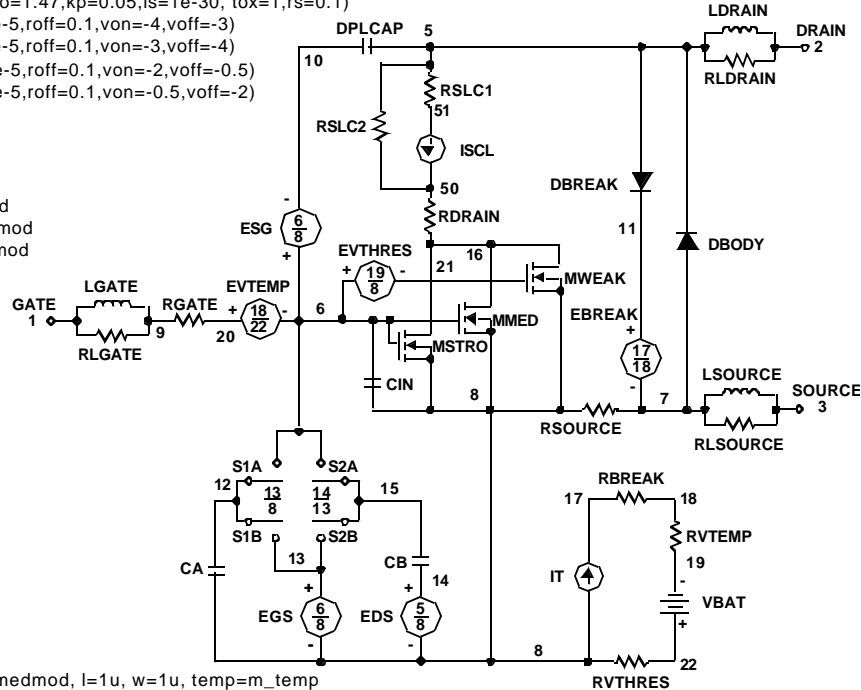 o=1.47,kp=0.05,is=1e-30, tox=1,rs=0.1)
e-5,roff=0.1,von=-4,voff=-3)
e-5,roff=0.1,von=-3,voff=-4)
e-5,roff=0.1,von=-2,voff=-0.5)
e-5,roff=0.1,von=-0.5,voff=-2)
d
mod
mod
LDRAIN
DPLCAP 5 DRAIN
10 2
RLDRAIN
RSLC1
51
RSLC2
ISCL
50
DBREAK
RDRAIN
-
ESG 6/8
+
11
DBODY
EVTHRES
16
21
+ 19/8 -
MWEAK
LGATE
EVTEMP
GATE RGATE
1 + 18/22 - 6
MMED
EBREAK +
9 20
MSTRO
17/18
RLGATE
-
LSOURCE
CIN
8 7 SOURCE
3
RSOURCE
RLSOURCE
S1A S2A
12 13/8 14/13 15
S1B S2B
RBREAK
17 18
13
RVTEMP
CA CB
19
14
IT
-
VBAT
+
+ +
EGS 6/8 EDS 5/8
- -
8
22
RVTHRES
medmod, l=1u, w=1u, temp=m_temp